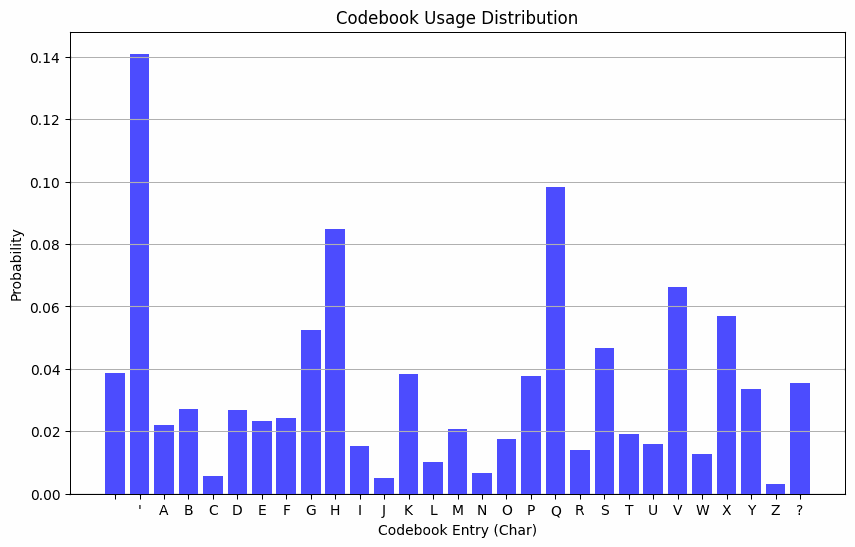 Codebook Usage Distribution
Probability
0.14
0.12
0.10
0.08
0.06
0.04
0.02
0.00
' A B C D E F G H I J K L M N O P Q R S T U V W X Y Z ?
Codebook Entry (Char)